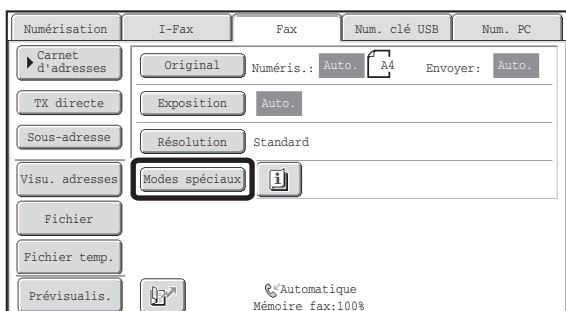 Numérisation I-Fax Fax Num. clé USB Num. PC
Carnet
d'adresses
Original Numéris.: Auto. A4 Envoyer: Auto.
TX directe Exposition Auto.
Sous-adresse Résolution Standard
Visu. adresses Modes spéciaux
Fichier
Fichier temp.
Prévisualis. Automatique
Mémoire fax:100%